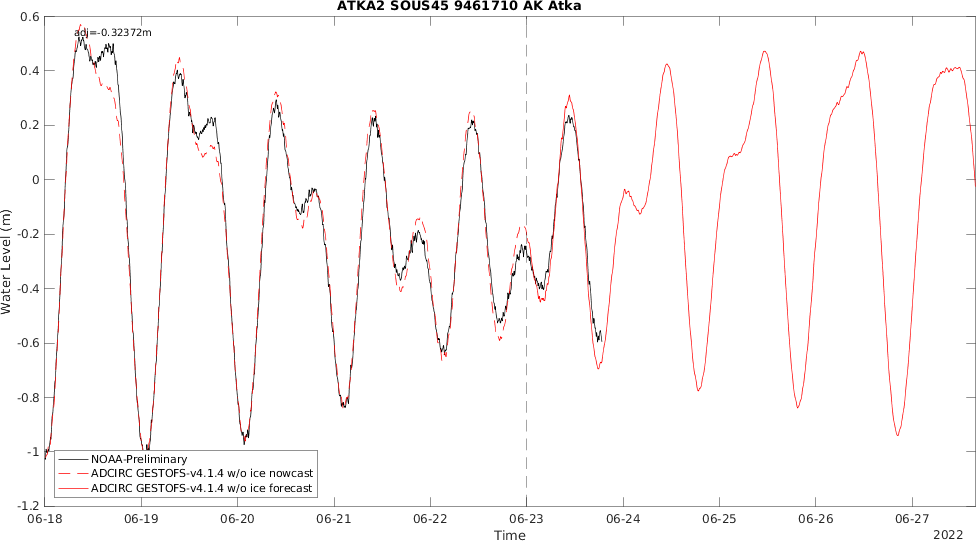 ATKA2 SOUS45 9461710 AK Atka
adj=-0.32372m
0.6
0.4
0.2
0
-0.2
-0.4
-0.6
-0.8
-1
-1.2
Water Level (m)
NOAA-Preliminary
ADCIRC GESTOFS-v4.1.4 w/o ice nowcast
ADCIRC GESTOFS-v4.1.4 w/o ice forecast
06-18 06-19 06-20 06-21 06-22 06-23 06-24 06-25 06-26 06-27
Time
2022